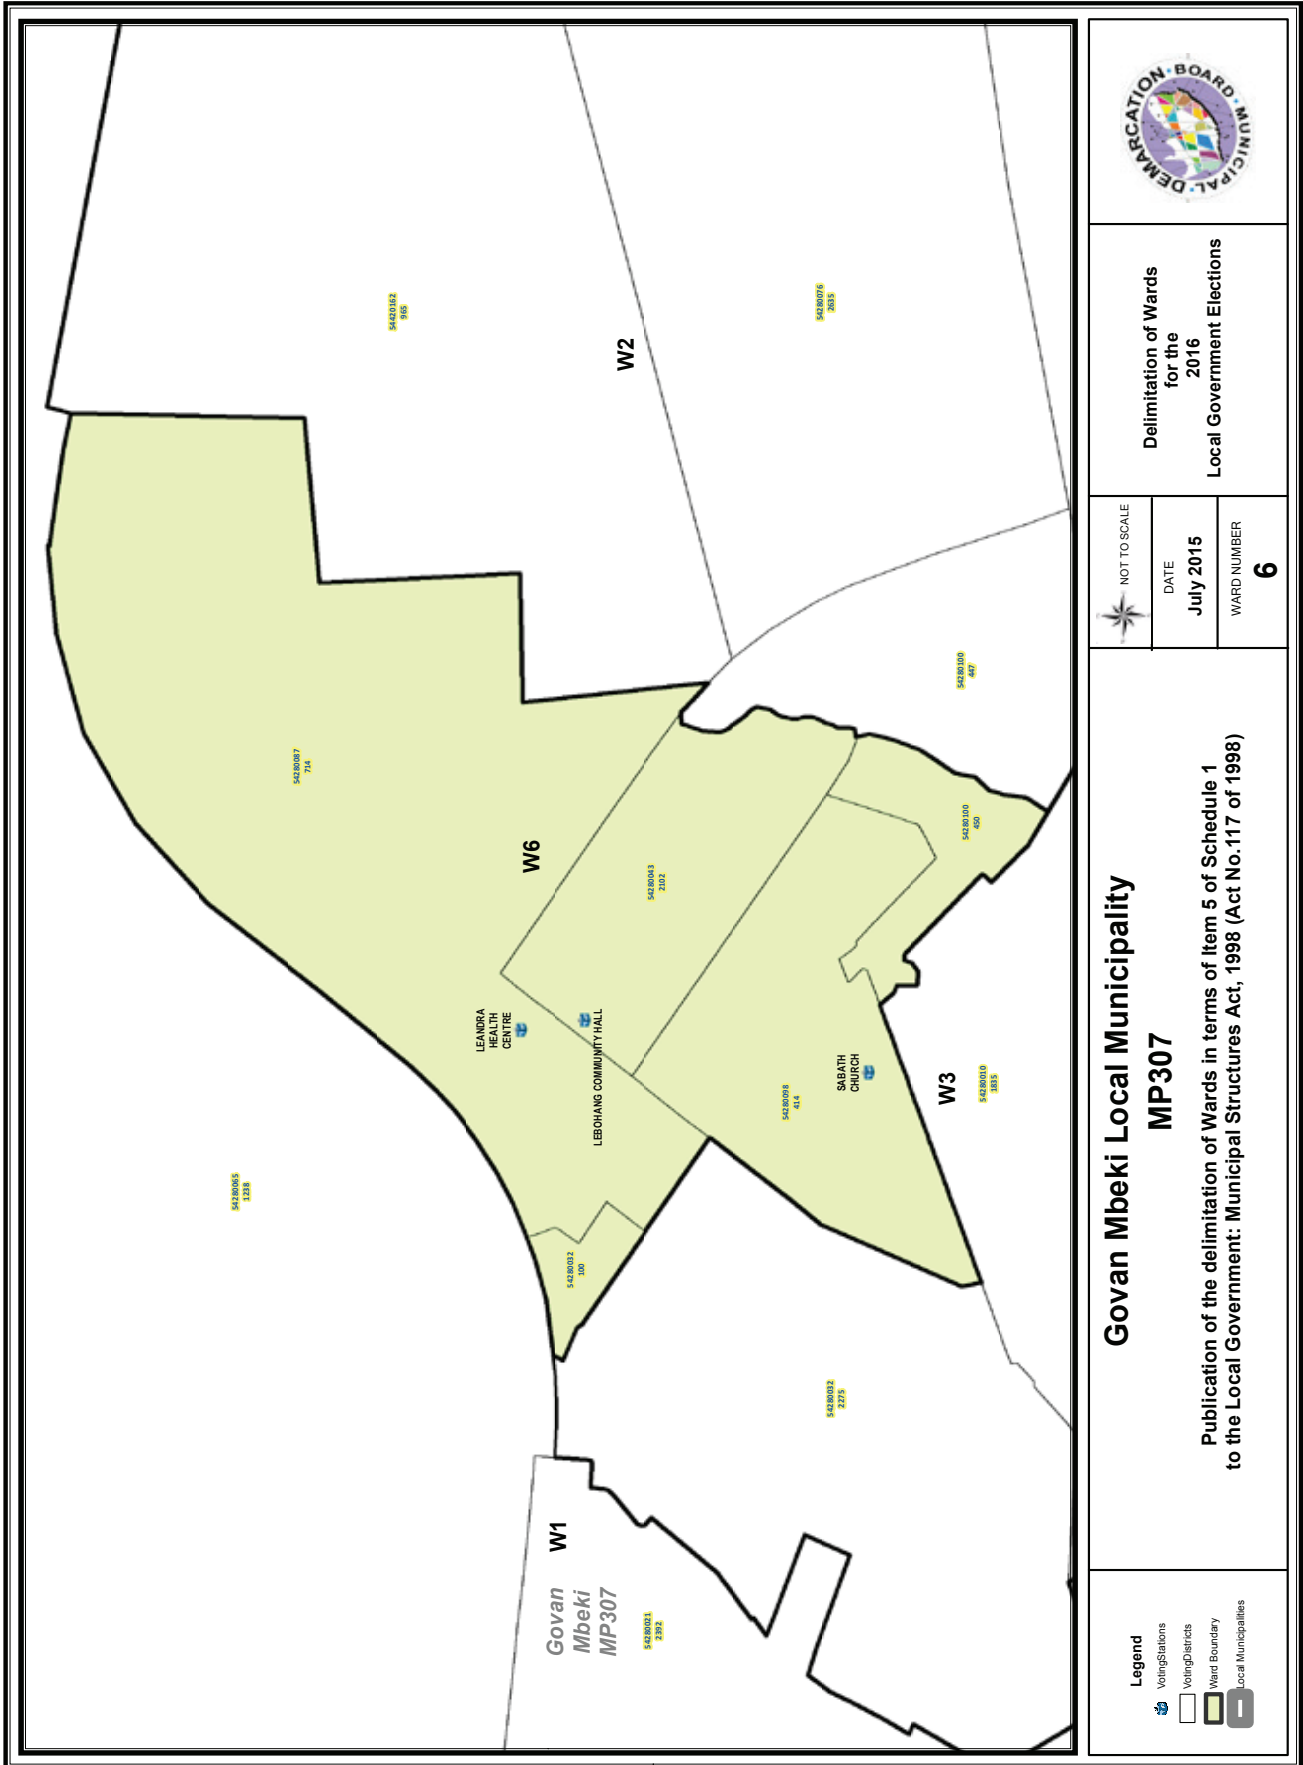 54420162
965
W2
54280076
2635
54280087
714
54280100
447
W6
54280043
2102
54280100
450
LEANDRA
HEALTH
CENTRE
LEBOHANG COMMUNITY HALL
SABATH
CHURCH
54280098
414
W3
54280010
1835
54280065
1238
54280032
100
54280032
2275
W1
Govan
Mbeki
MP307
54280021
2392
Legend
VotingStations
VotingDistricts
Ward Boundary
Local Municipalities
Govan Mbeki Local Municipality
MP307
Publication of the delimitation of Wards in terms of Item 5 of Schedule 1
to the Local Government: Municipal Structures Act, 1998 (Act No.117 of 1998)
NOT TO SCALE
DATE
July 2015
WARD NUMBER
6
Delimitation of Wards
for the
2016
Local Government Elections
MUNICIPAL · DEMARCATION · BOARD ·